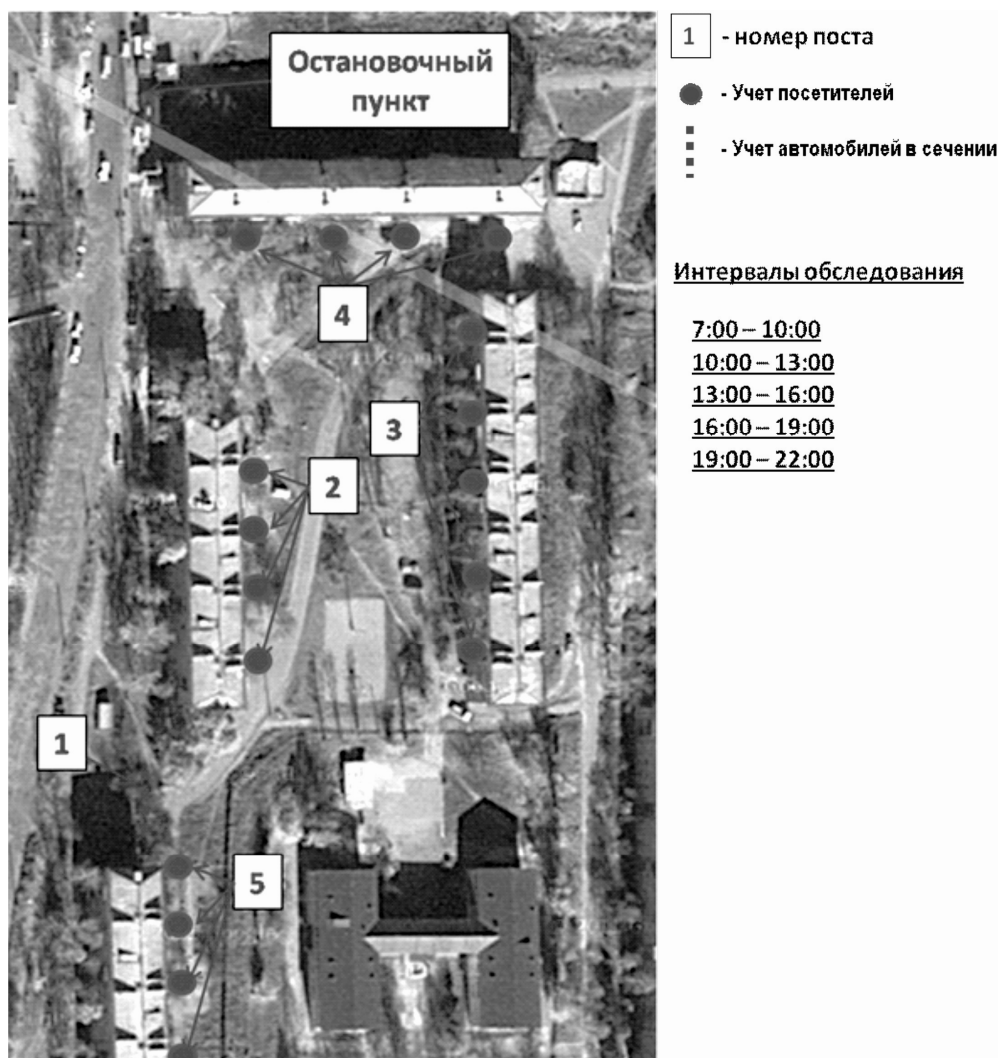 Остановочный
пункт
4
3
2
1
5
1 - номер поста
- Учет посетителей
- Учет автомобилей в сечении
Интервалы обследования
7:00 – 10:00
10:00 – 13:00
13:00 – 16:00
16:00 – 19:00
19:00 – 22:00